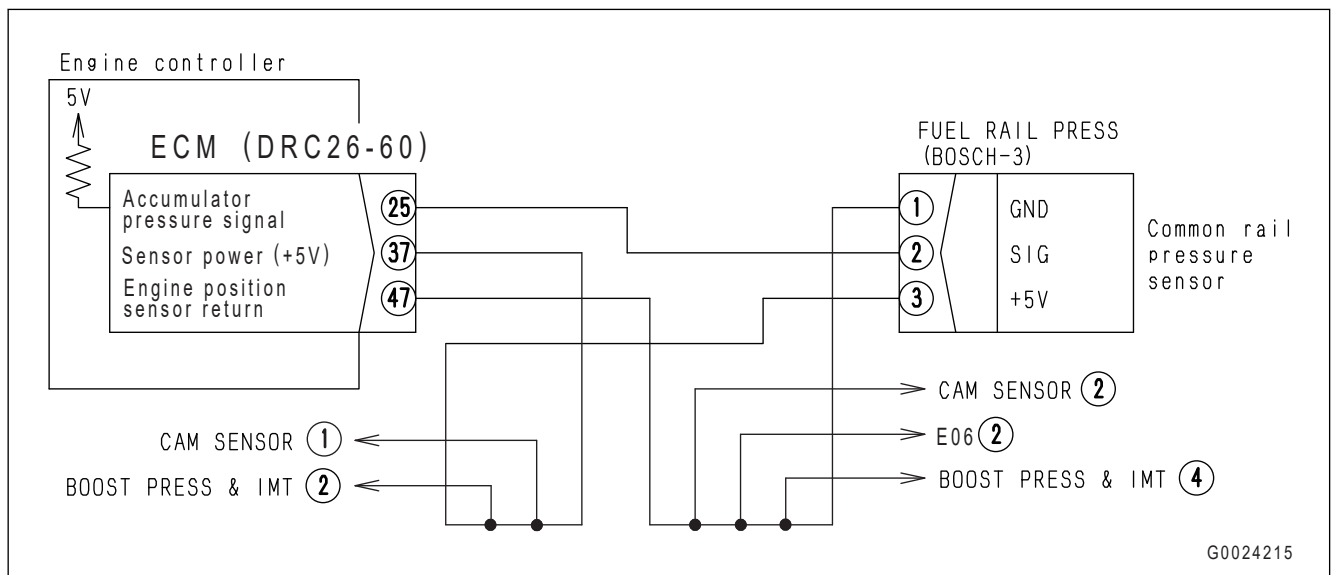 Engine controller
5V
ECM (DRC26-60)
Accumulator
pressure signal
25
Sensor power (+5V)
37
Engine position
sensor return
47
FUEL RAIL PRESS
(BOSCH-3)
1 GND
2 SIG
3 +5V
Common rail
pressure
sensor
CAM SENSOR 1
BOOST PRESS & IMT 2
CAM SENSOR 2
E06 2
BOOST PRESS & IMT 4
G0024215